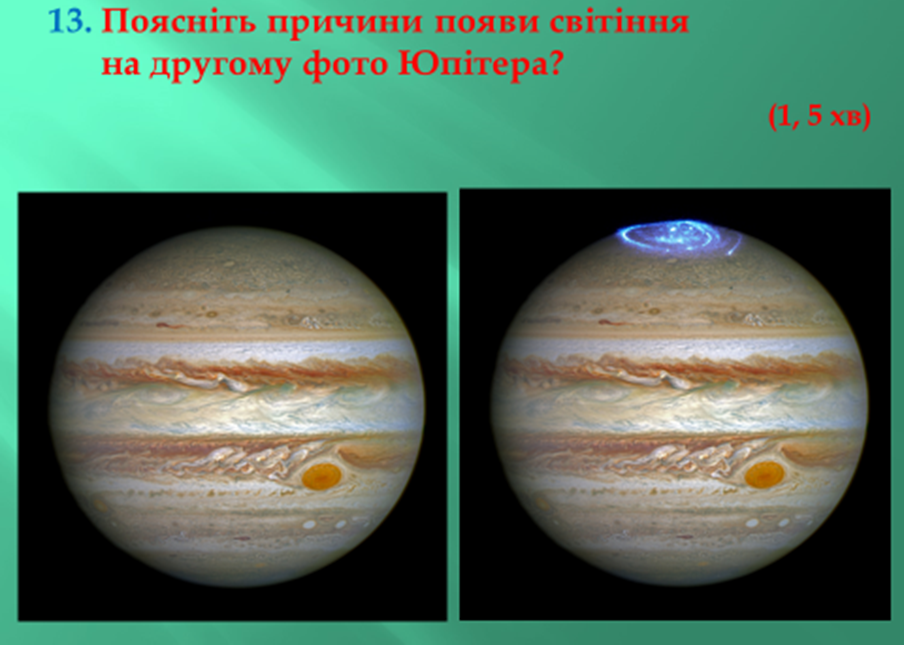 13. Поясніть причини появи світіння
на другому фото Юпітера?
(1, 5 хв)